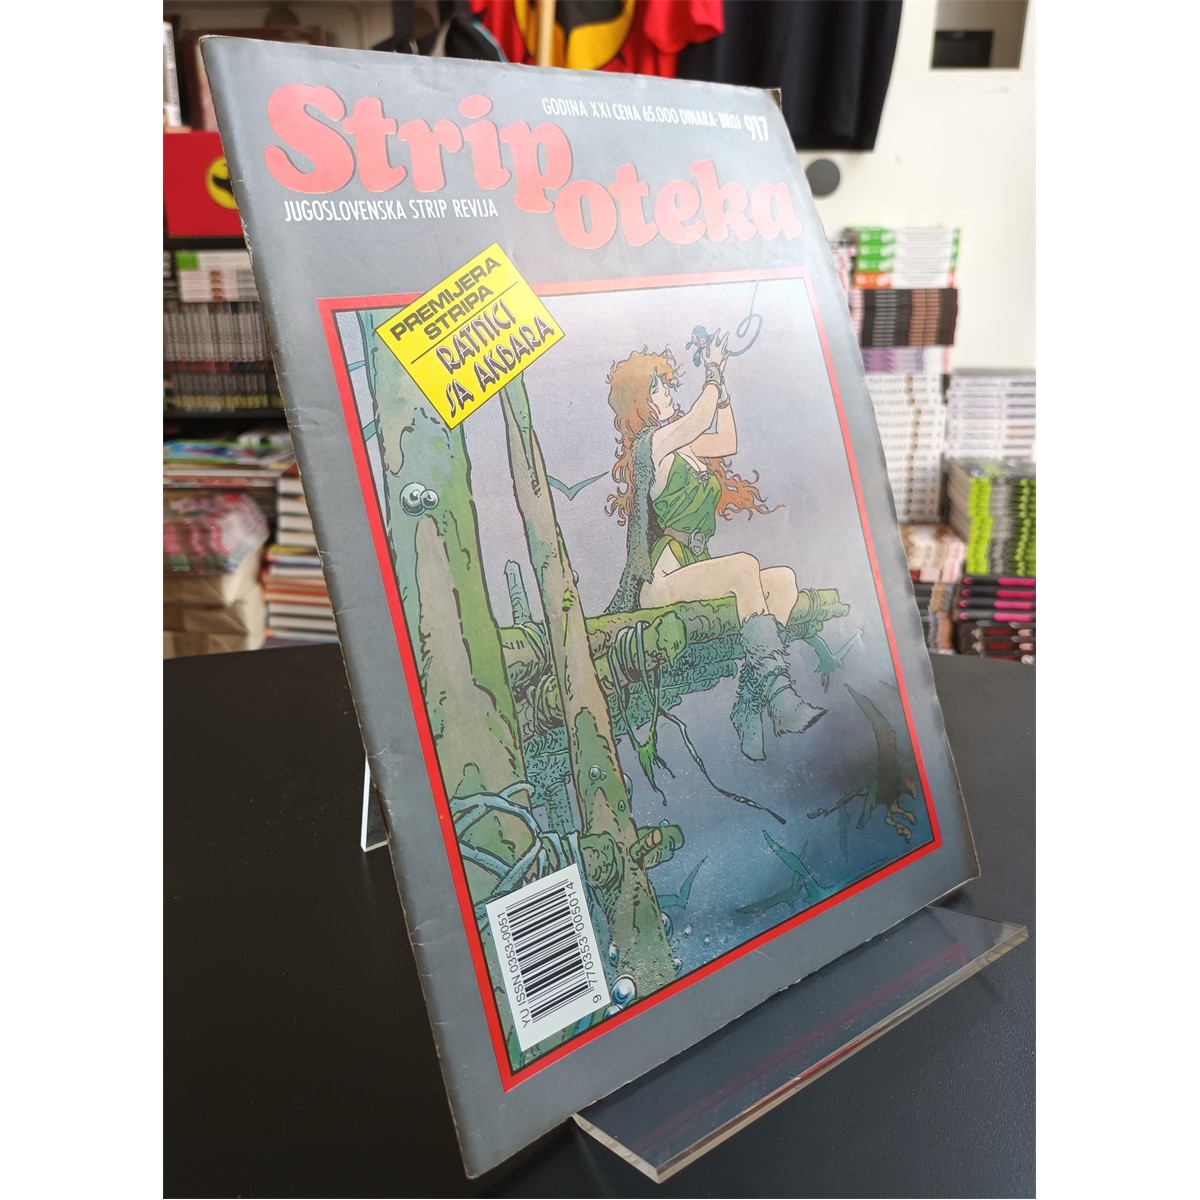 GODINA XXI CENA 65.000 DINARA · BROJ 917
Strip
oteka
JUGOSLOVENSKA STRIP REVIJA
PREMIJERA
STRIPA
RATNICI
SA AKBARA
YU ISSN 0353-0051
9 770353 005014